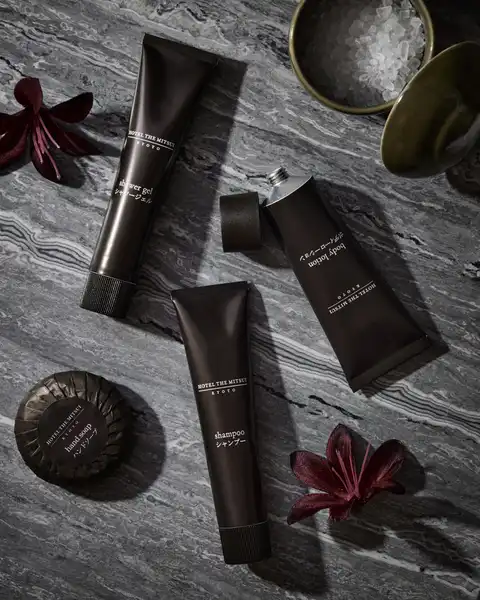 HOTEL THE MITSUI
KYOTO
shower gel
シャワージェル
HOTEL THE MITSUI
KYOTO
body lotion
ボディローション
HOTEL THE MITSUI
KYOTO
shampoo
シャンプー
HOTEL THE MITSUI
KYOTO
hand soap
ハンドソープ